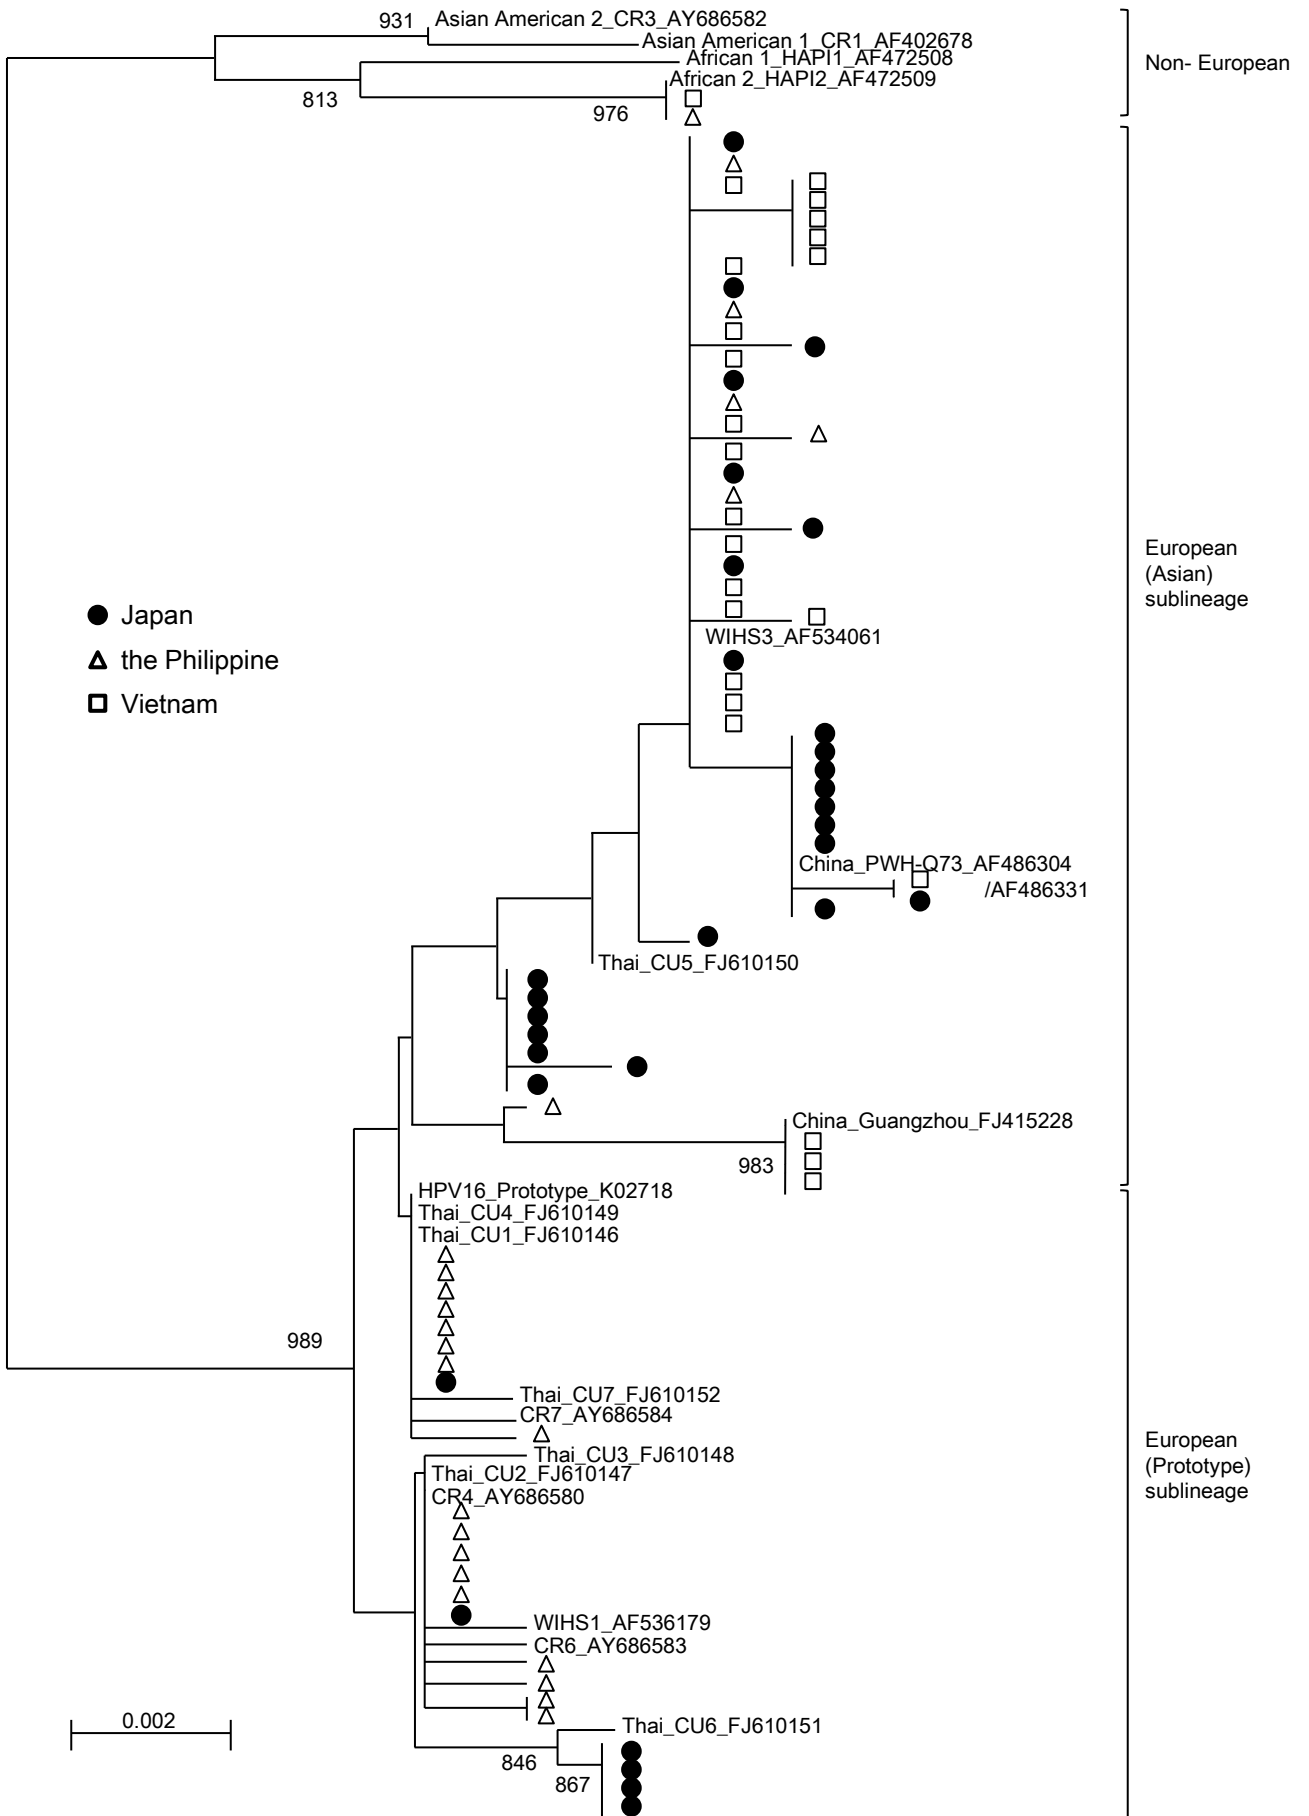 931
Asian American 2_CR3_AY686582
Asian American 1_CR1_AF402678
African 1_HAPI1_AF472508
Non- European
African 2_HAPI2_AF472509
813
976
European
(Asian)
sublineage
Japan
the Philippine
Vietnam
WIHS3_AF534061
China_PWH-Q73_AF486304
/AF486331
Thai_CU5_FJ610150
China_Guangzhou_FJ415228
983
HPV16_Prototype_K02718
Thai_CU4_FJ610149
Thai_CU1_FJ610146
989
Thai_CU7_FJ610152
CR7_AY686584
Thai_CU3_FJ610148
Thai_CU2_FJ610147
CR4_AY686580
European
(Prototype)
sublineage
WIHS1_AF536179
CR6_AY686583
0.002
Thai_CU6_FJ610151
846
867